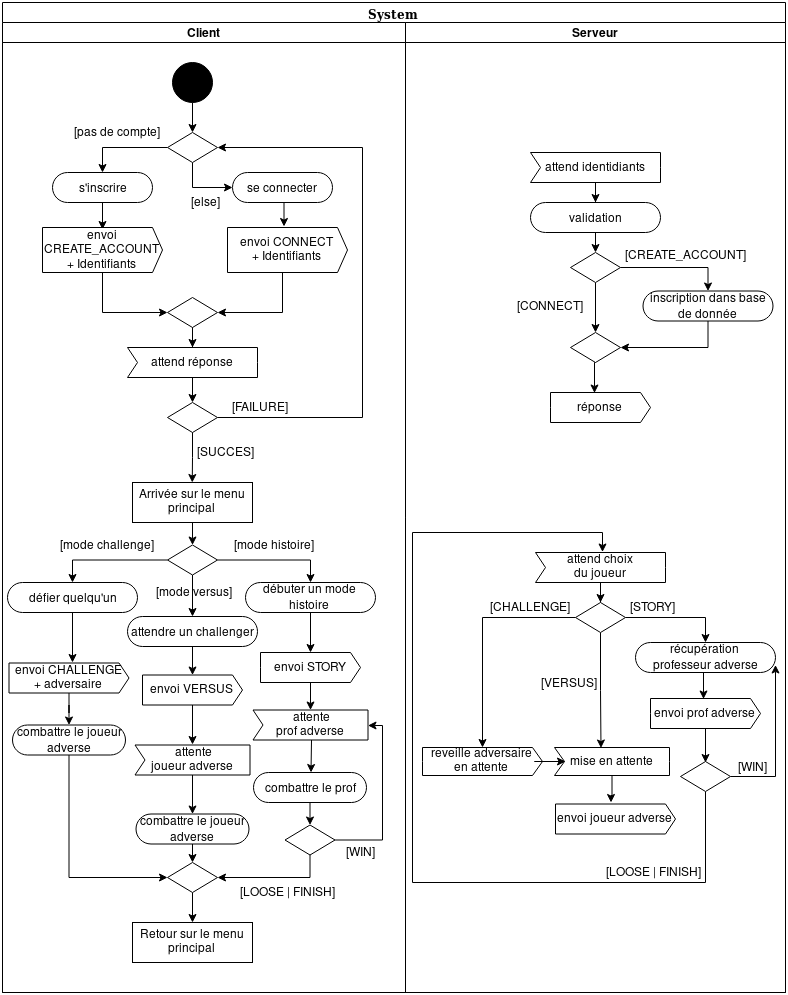 System
Client
Serveur
[pas de compte]
s'inscrire
se connecter
[else]
envoi
CREATE_ACCOUNT
+ Identifiants
envoi CONNECT
+ Identifiants
attend réponse
[FAILURE]
[SUCCES]
Arrivée sur le menu
principal
[mode challenge]
[mode histoire]
[mode versus]
défier quelqu'un
débuter un mode
histoire
attendre un challenger
envoi CHALLENGE
+ adversaire
envoi VERSUS
envoi STORY
combattre le joueur
adverse
attente
joueur adverse
attente
prof adverse
combattre le prof
combattre le joueur
adverse
[WIN]
[LOOSE | FINISH]
Retour sur le menu
principal
attend identidiants
validation
[CREATE_ACCOUNT]
[CONNECT]
inscription dans base
de donnée
réponse
attend choix
du joueur
[CHALLENGE]
[STORY]
[VERSUS]
récupération
professeur adverse
envoi prof adverse
reveille adversaire
en attente
mise en attente
[WIN]
envoi joueur adverse
[LOOSE | FINISH]